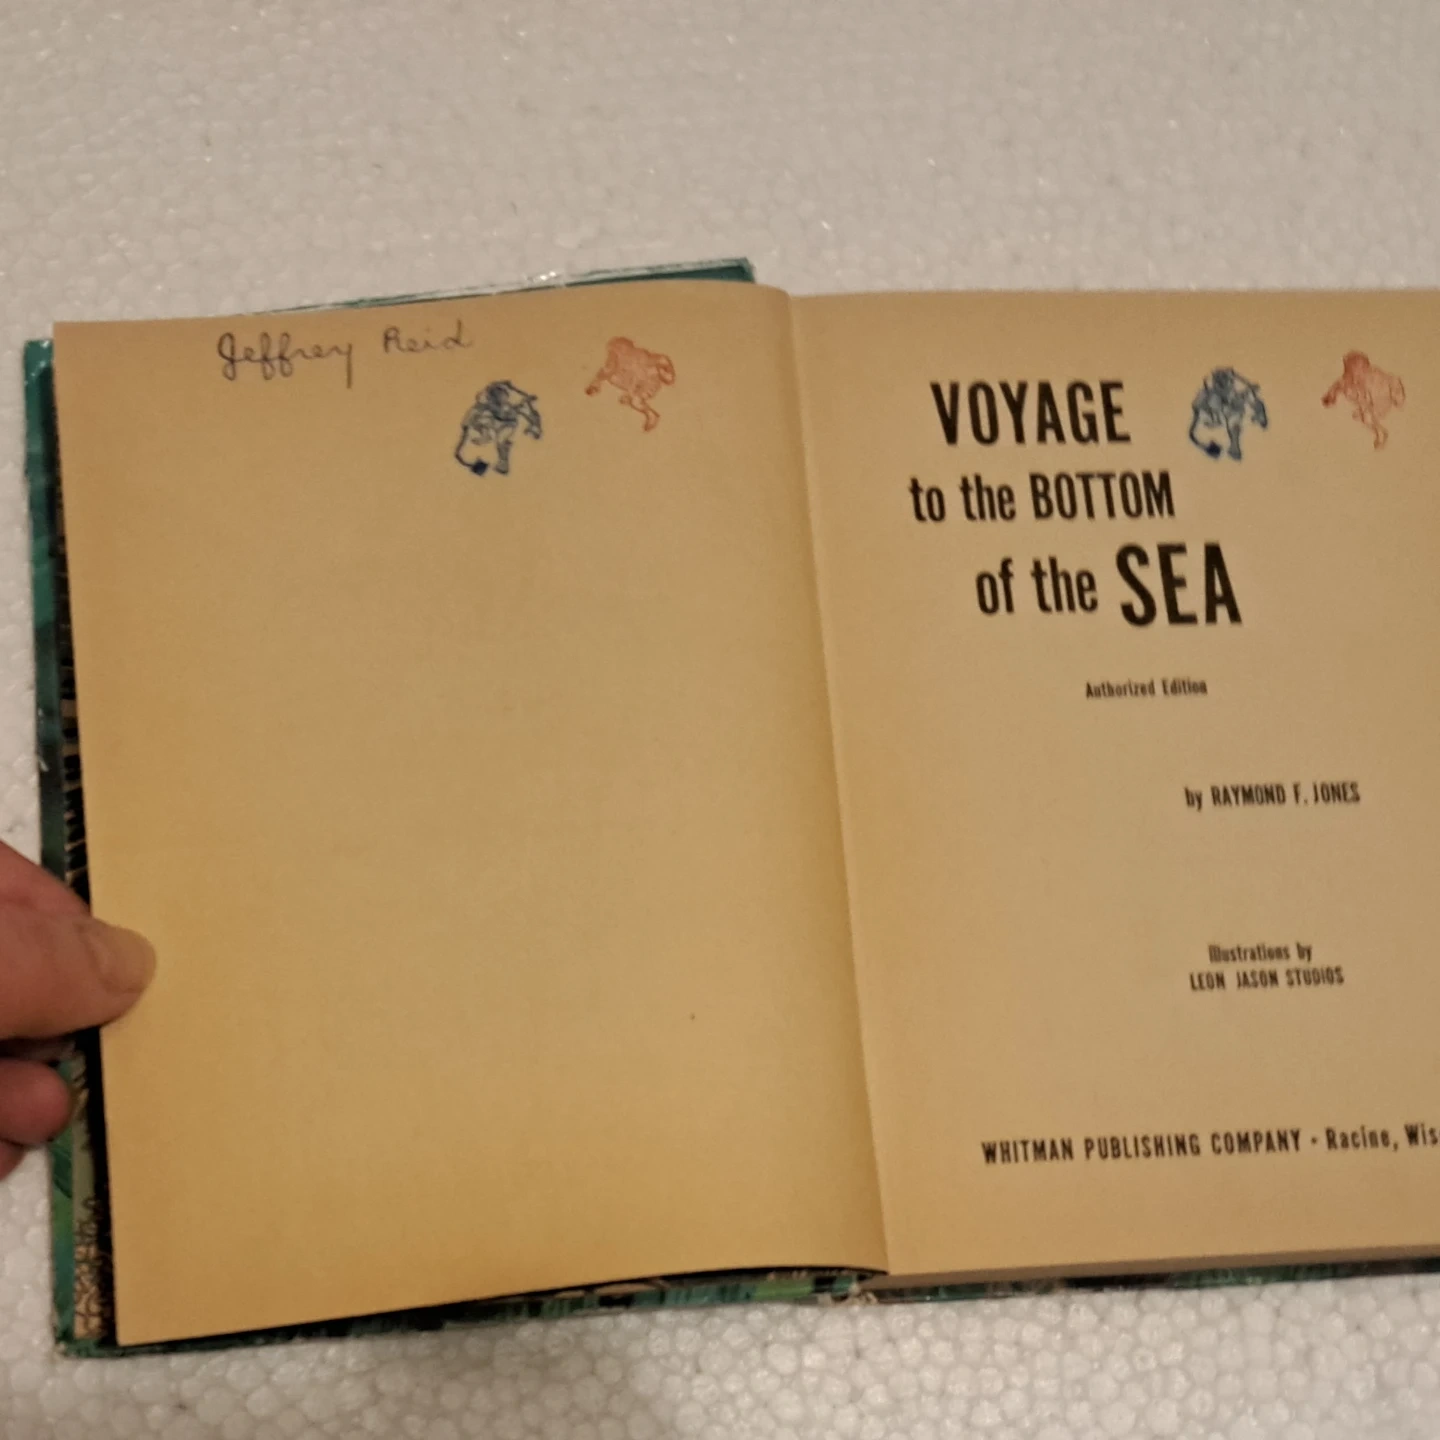 Jeffrey Reid
VOYAGE
to the BOTTOM
of the SEA
Authorized Edition
by RAYMOND F. JONES
Illustrations by
LEON JASON STUDIOS
WHITMAN PUBLISHING COMPANY • Racine, Wis